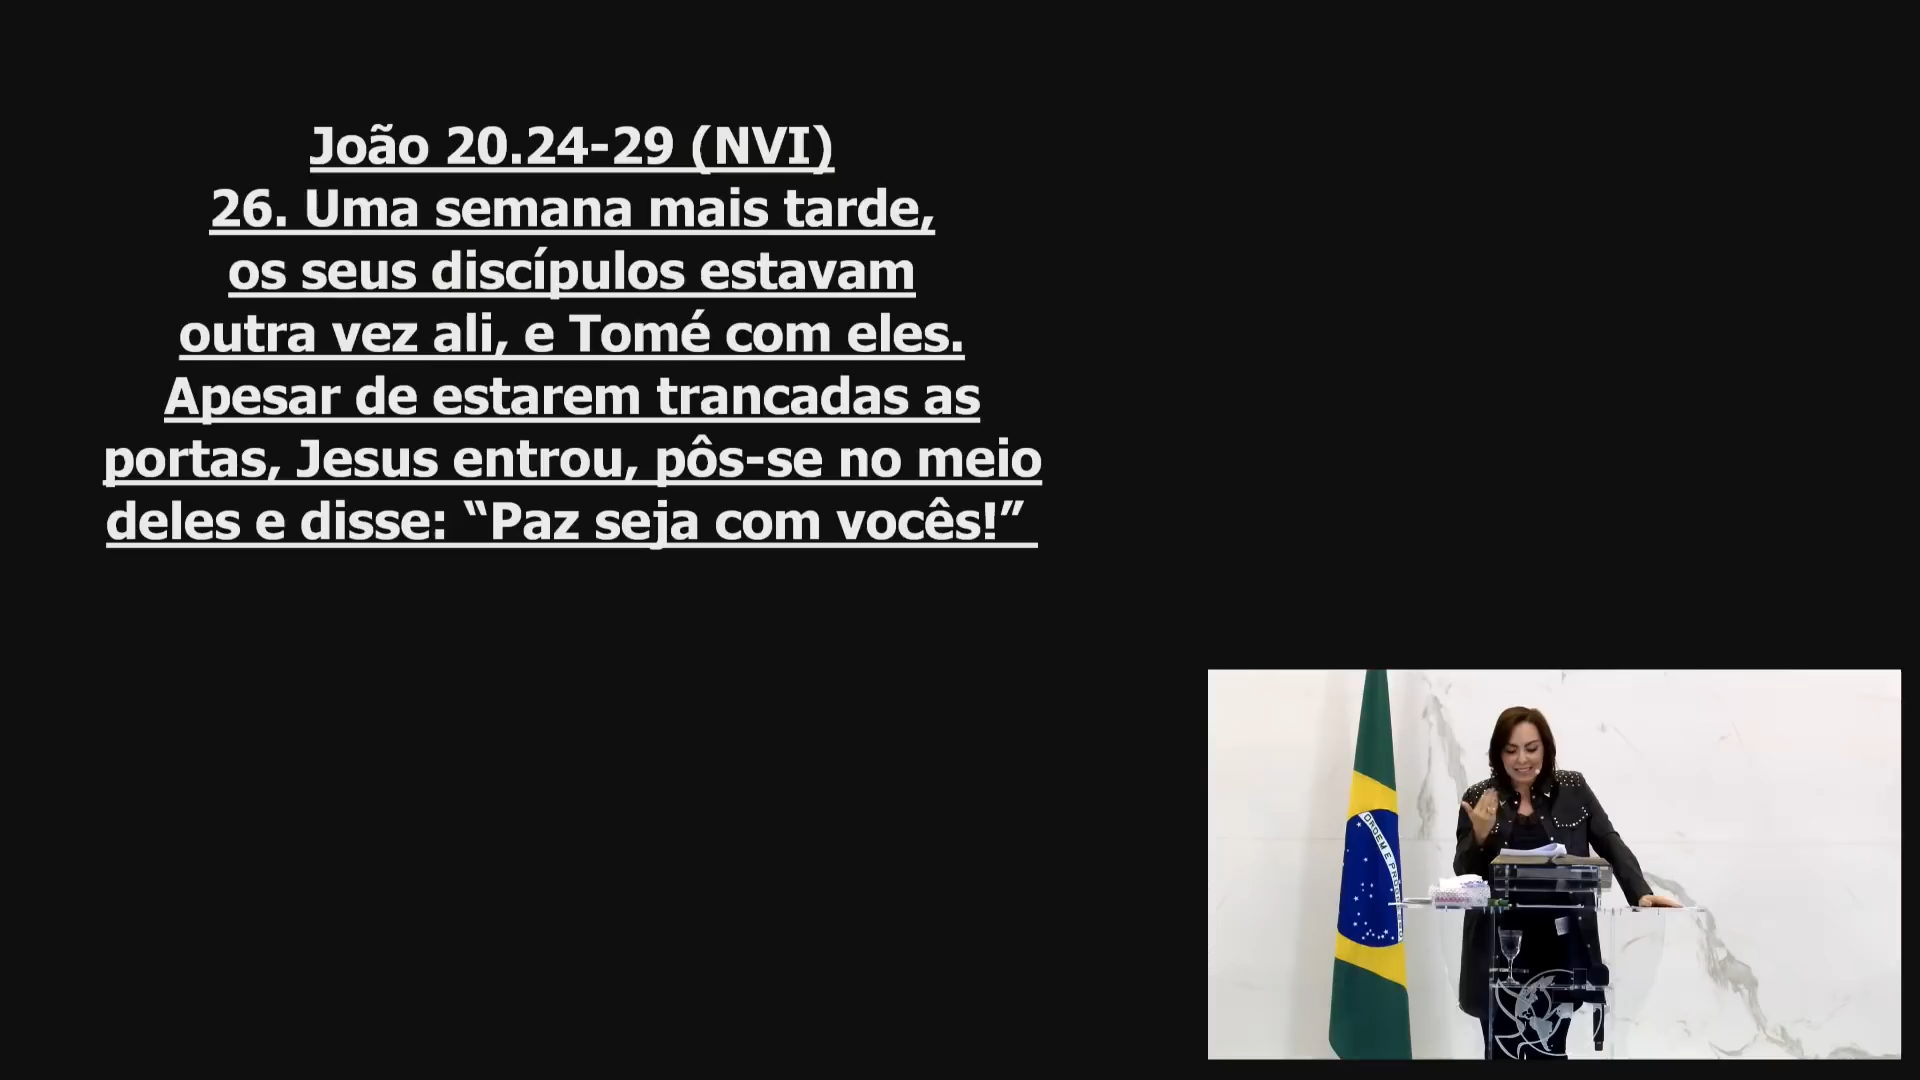 João 20.24-29 (NVI)
26. Uma semana mais tarde,
os seus discípulos estavam
outra vez ali, e Tomé com eles.
Apesar de estarem trancadas as
portas, Jesus entrou, pôs-se no meio
deles e disse: “Paz seja com vocês!”
ORDEM E